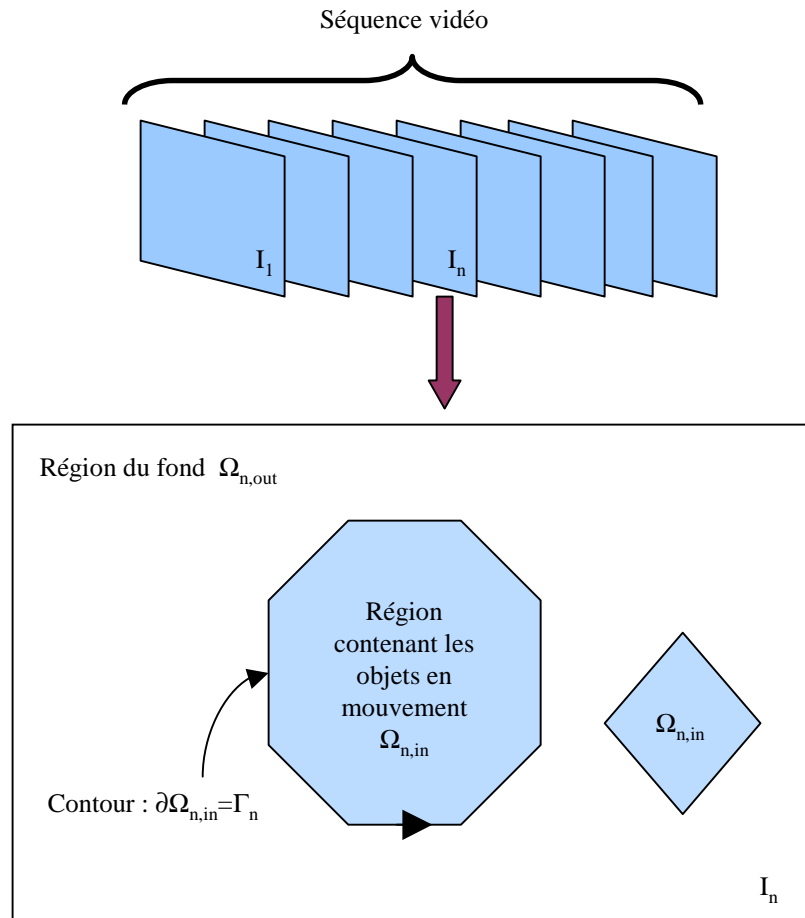 Séquence vidéo
I₁
Iₙ
Région du fond Ωₙ,out
Région
contenant les
objets en
mouvement
Ωₙ,in
Ωₙ,in
Contour : ∂Ωₙ,in=Γₙ
Iₙ